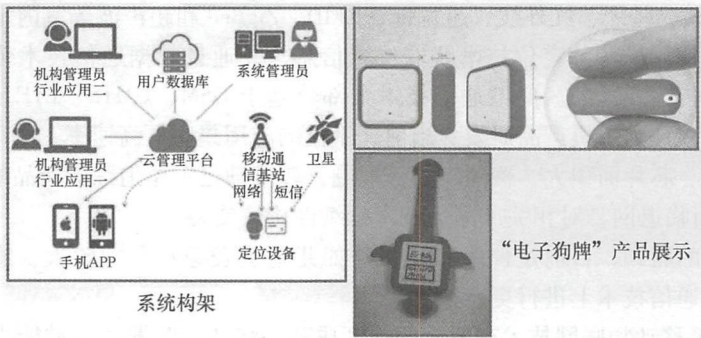 机构管理员
行业应用二
用户数据库
系统管理员
机构管理员
行业应用一
云管理平台
移动通
信基站
卫星
网络
短信
手机APP
定位设备
系统构架
“电子狗牌”产品展示